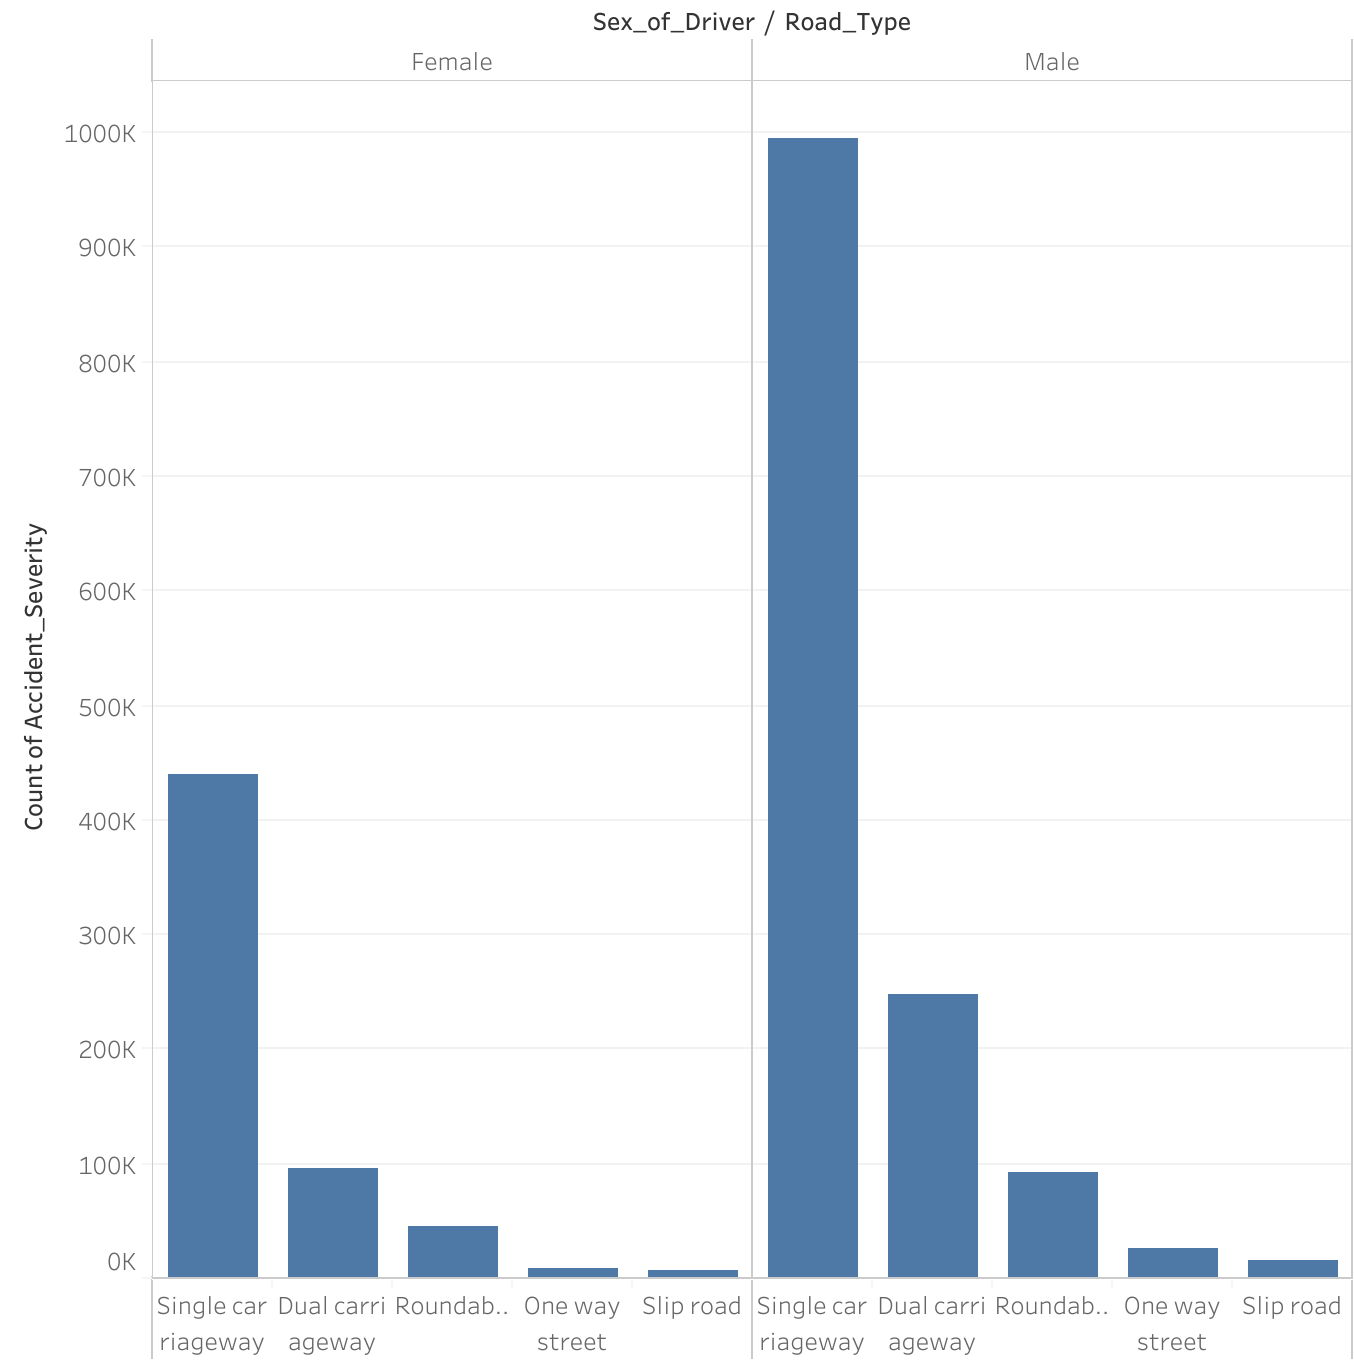 Sex_of_Driver / Road_Type
Female
Male
1000K
900K
800K
700K
600K
500K
400K
300K
200K
100K
0K
Count of Accident_Severity
Single car
riageway
Dual carri
ageway
Roundab..
One way
street
Slip road
Single car
riageway
Dual carri
ageway
Roundab..
One way
street
Slip road